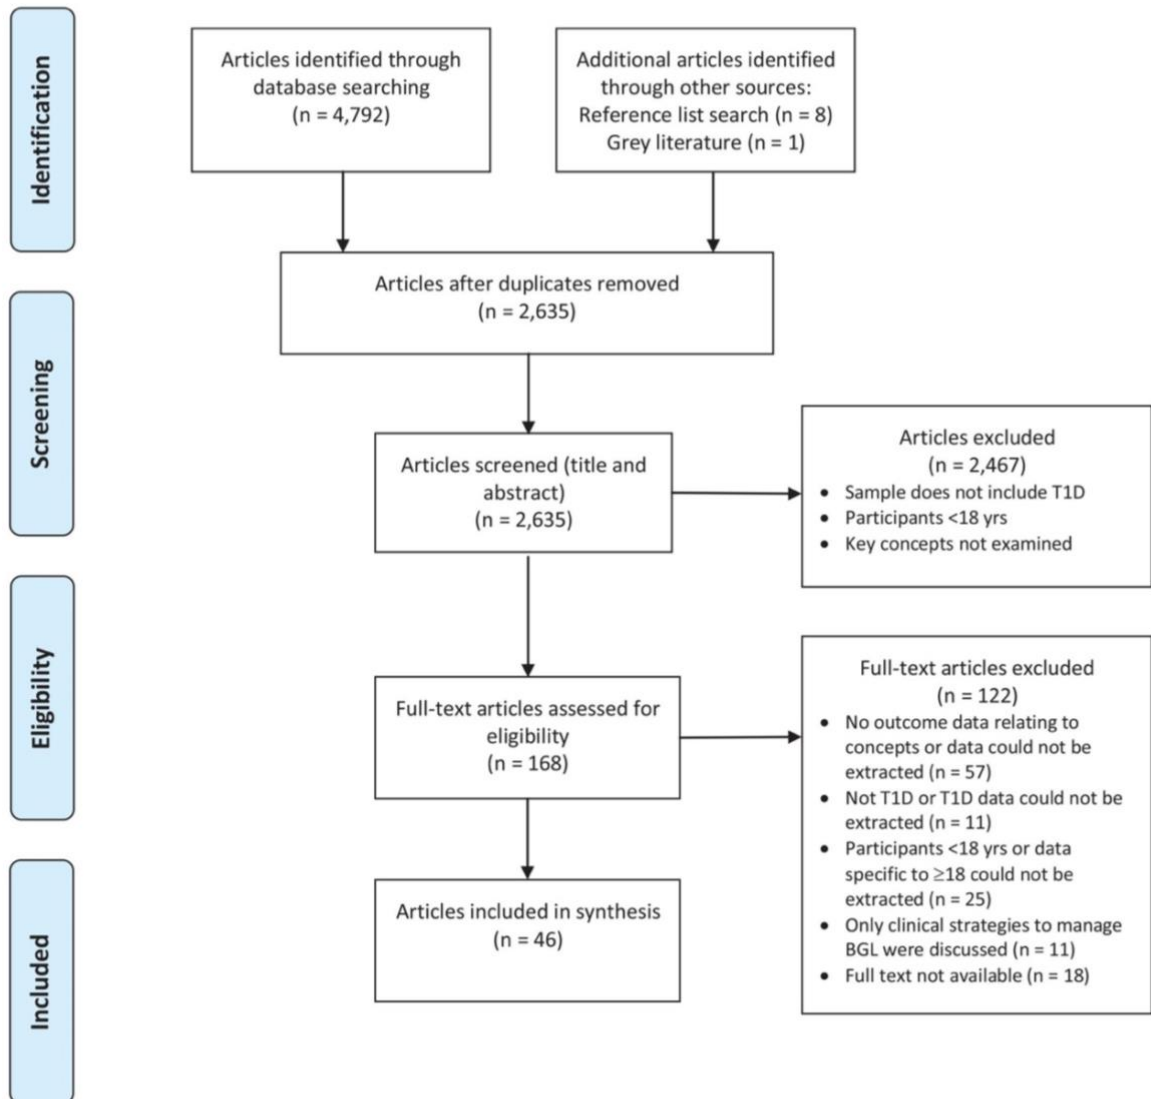 Identification
Articles identified through
database searching
(n = 4,792)
Additional articles identified
through other sources:
Reference list search (n = 8)
Grey literature (n = 1)
Articles after duplicates removed
(n = 2,635)
Screening
Articles screened (title and
abstract)
(n = 2,635)
Articles excluded
(n = 2,467)
• Sample does not include T1D
• Participants <18 yrs
• Key concepts not examined
Eligibility
Full-text articles assessed for
eligibility
(n = 168)
Full-text articles excluded
(n = 122)
• No outcome data relating to
concepts or data could not be
extracted (n = 57)
• Not T1D or T1D data could not be
extracted (n = 11)
• Participants <18 yrs or data
specific to ≥18 could not be
extracted (n = 25)
• Only clinical strategies to manage
BGL were discussed (n = 11)
• Full text not available (n = 18)
Included
Articles included in synthesis
(n = 46)